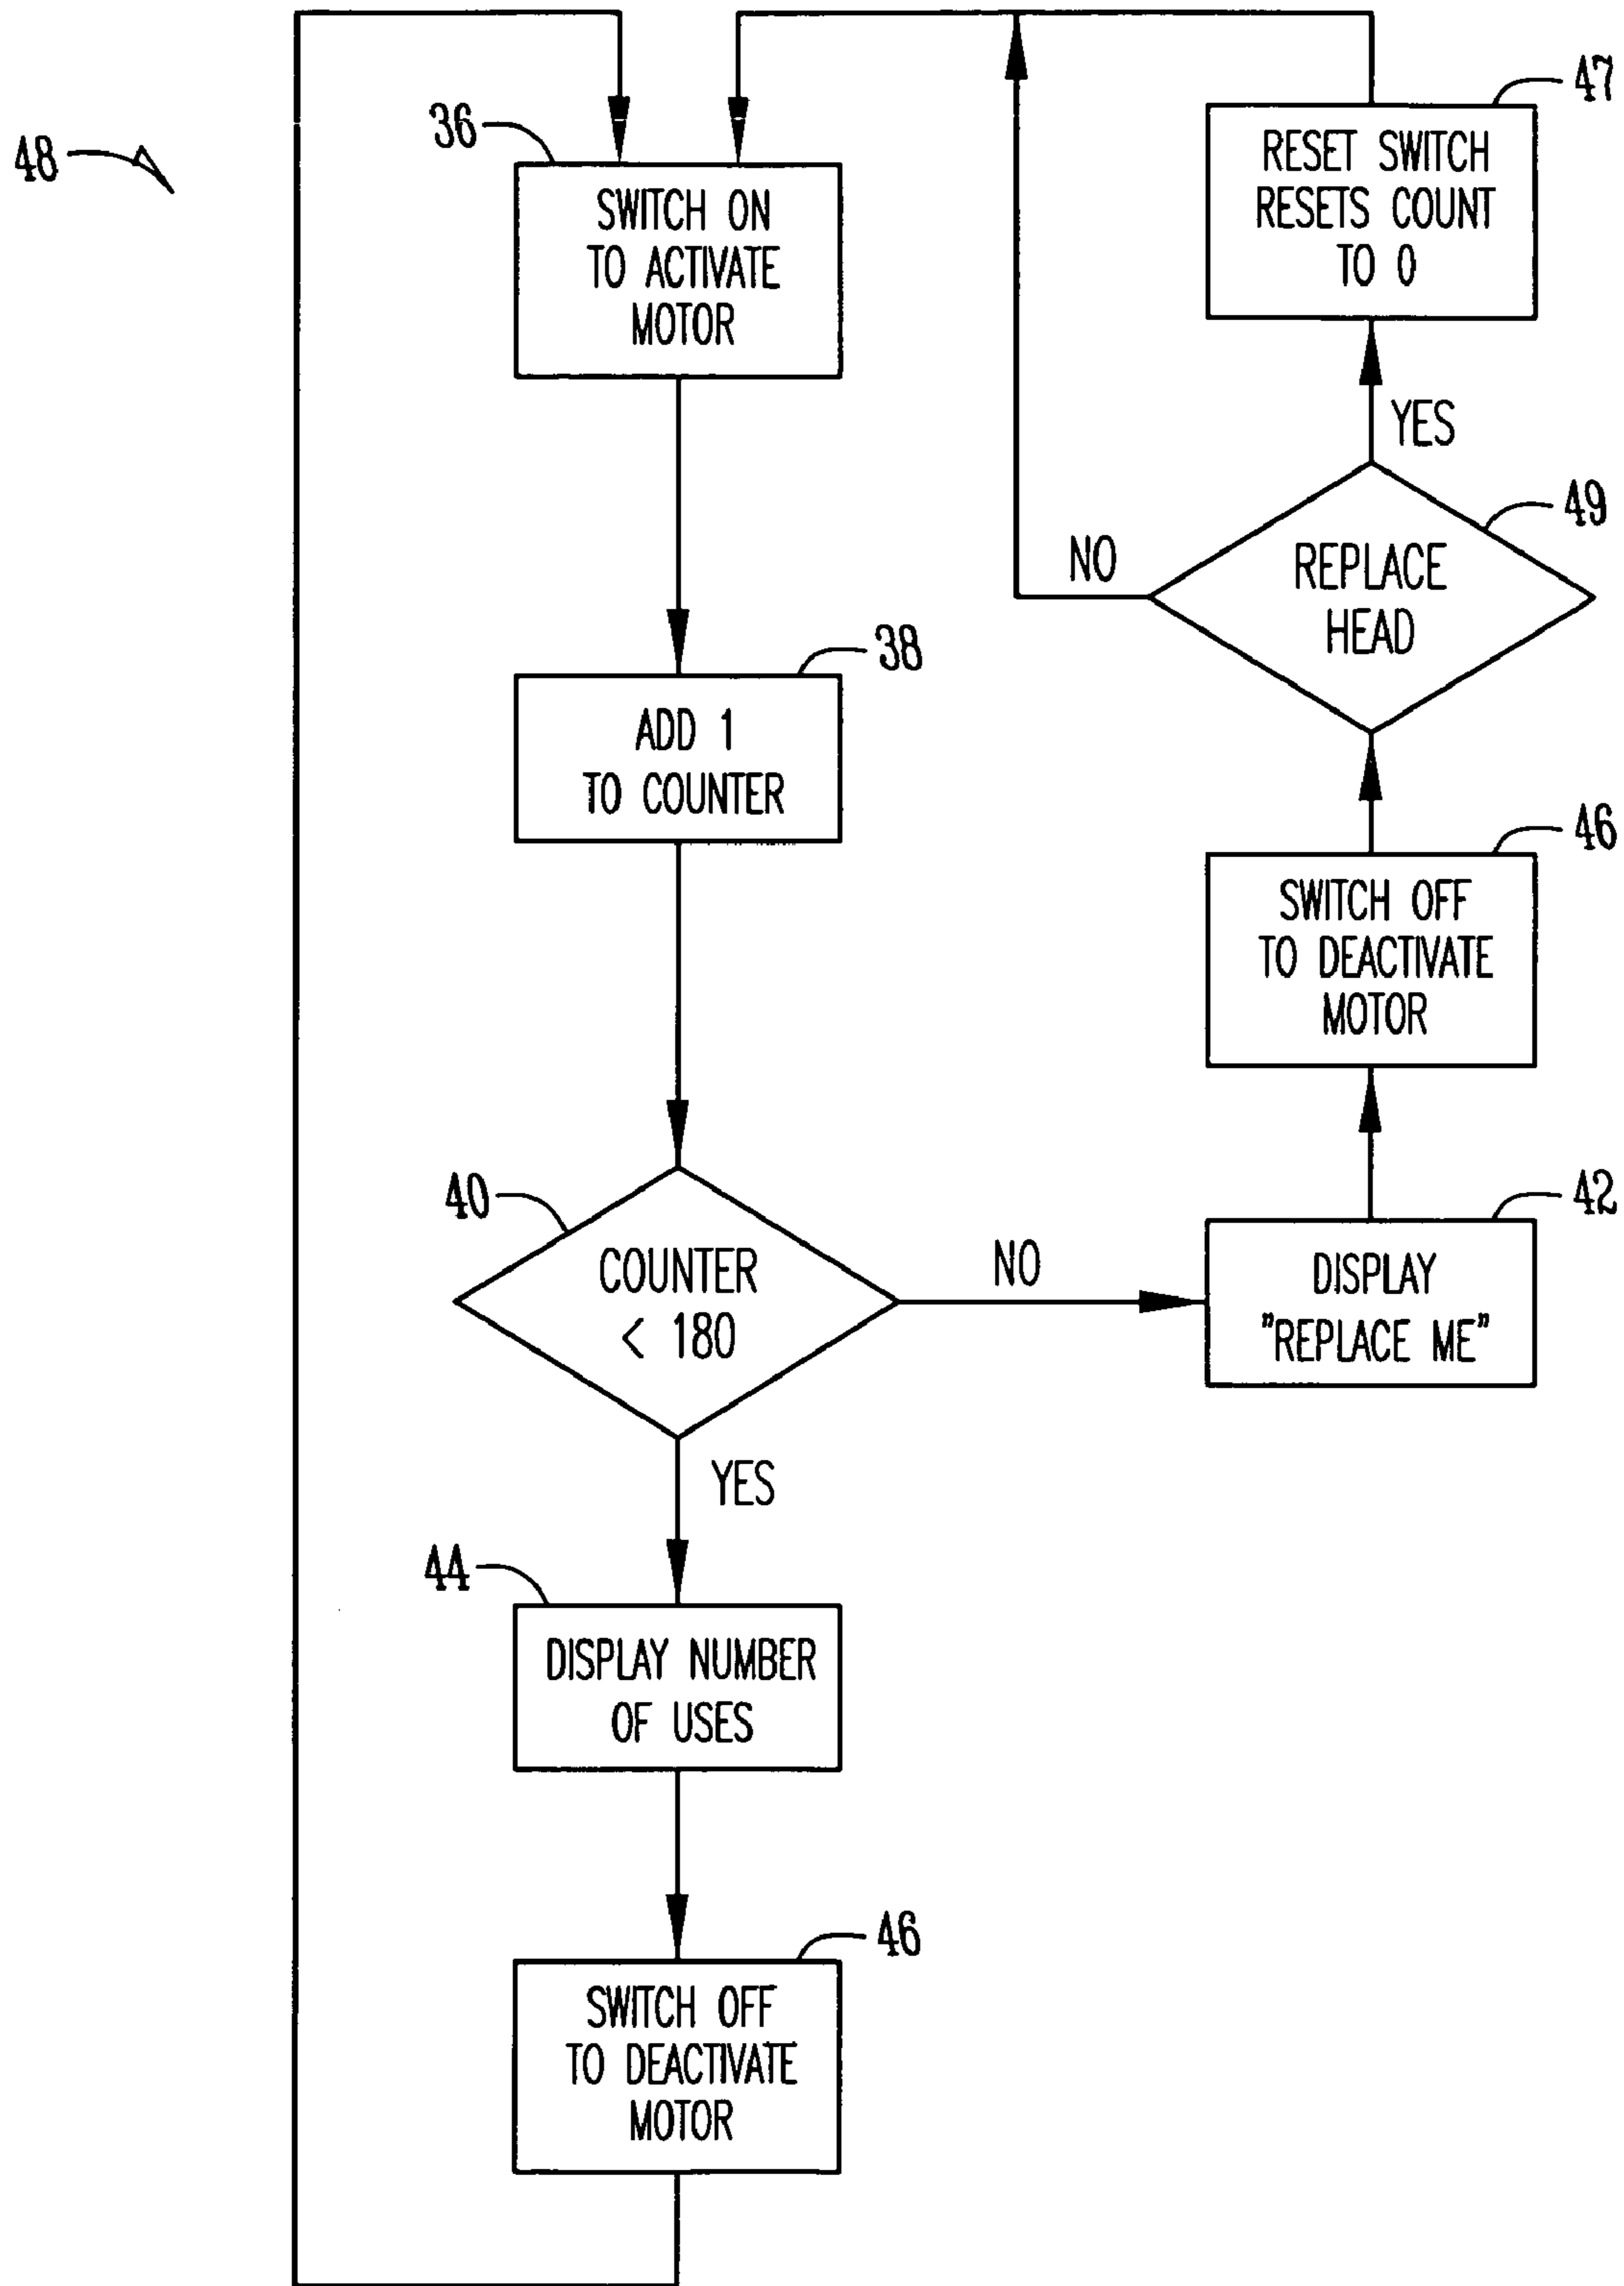 48
36
SWITCH ON
TO ACTIVATE
MOTOR
38
ADD 1
TO COUNTER
40
COUNTER
< 180
NO
YES
44
DISPLAY NUMBER
OF USES
46
SWITCH OFF
TO DEACTIVATE
MOTOR
42
DISPLAY
"REPLACE ME"
46
SWITCH OFF
TO DEACTIVATE
MOTOR
49
REPLACE
HEAD
NO
YES
47
RESET SWITCH
RESETS COUNT
TO 0